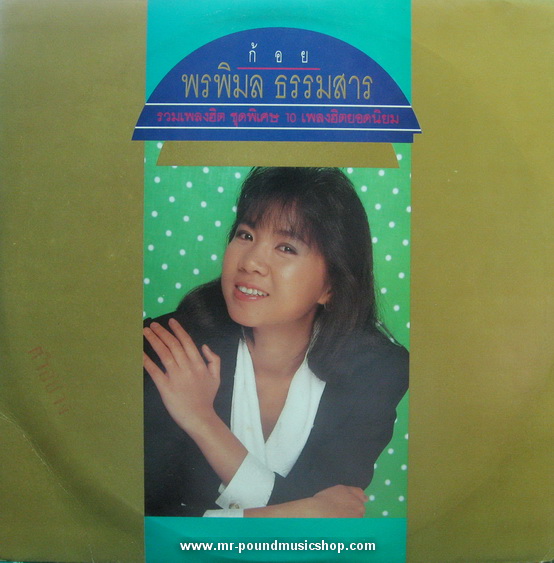 ก้อย
พรพิมล ธรรมสาร
รวมเพลงฮิต ชุดพิเศษ 10 เพลงฮิตยอดนิยม
www.mr-poundmusicshop.com